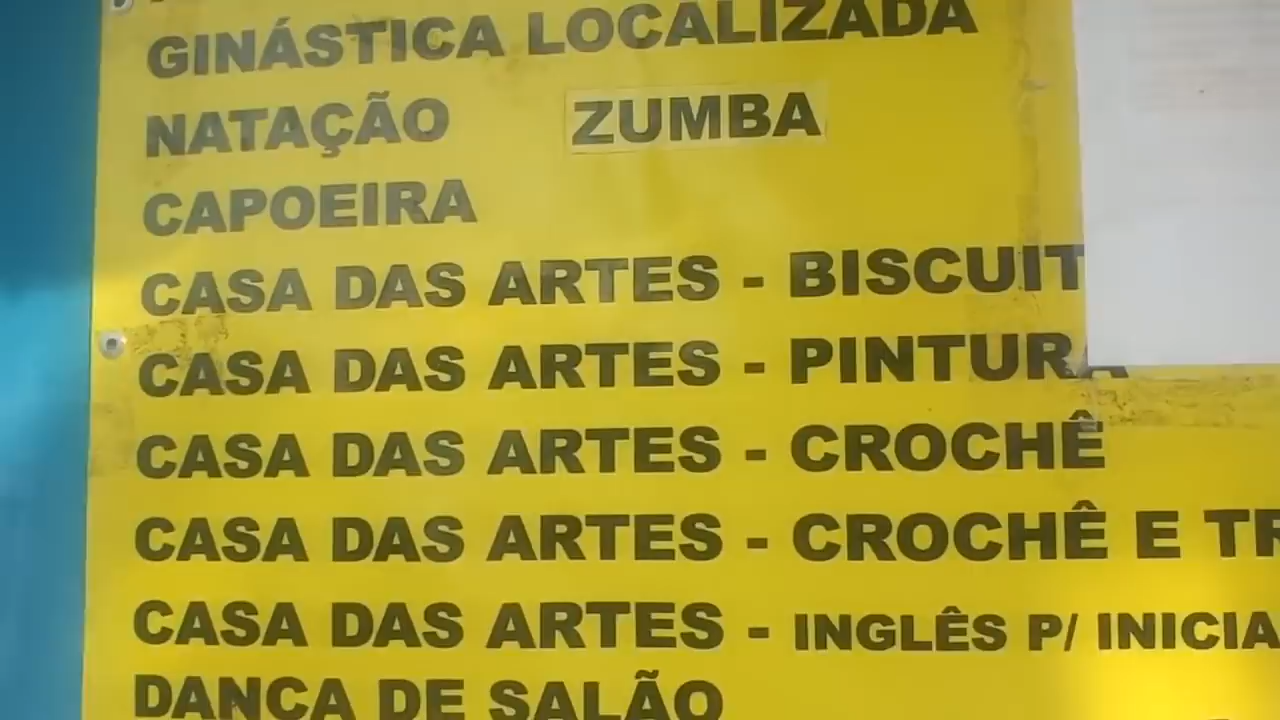 GINÁSTICA LOCALIZADA
NATAÇÃO ZUMBA
CAPOEIRA
CASA DAS ARTES - BISCUIT
CASA DAS ARTES - PINTURA
CASA DAS ARTES - CROCHÊ
CASA DAS ARTES - CROCHÊ E TR
CASA DAS ARTES - INGLÊS P/ INICIA
DANÇA DE SALÃO